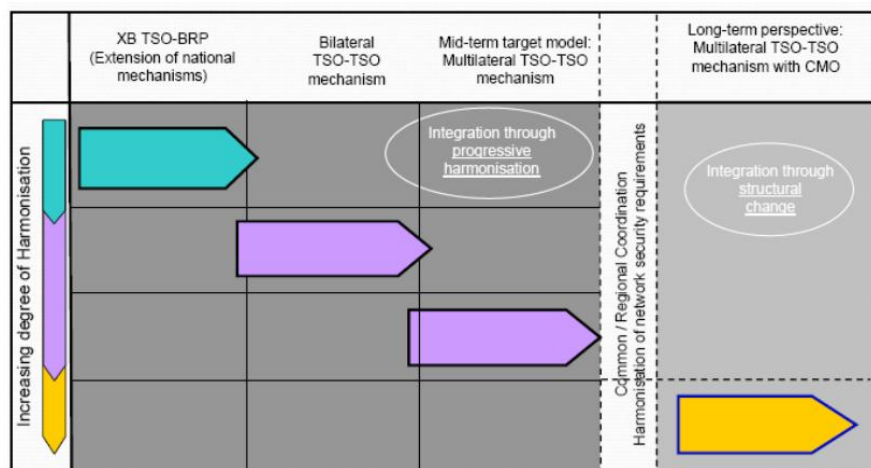 XB TSO-BRP
(Extension of national
mechanisms)
Bilateral
TSO-TSO
mechanism
Mid-term target model:
Multilateral TSO-TSO
mechanism
Long-term perspective:
Multilateral TSO-TSO
mechanism with CMO
Increasing degree of Harmonisation
Integration through
progressive
harmonisation
Common / Regional Coordination
Harmonisation of network security requirements
Integration through
structural
change